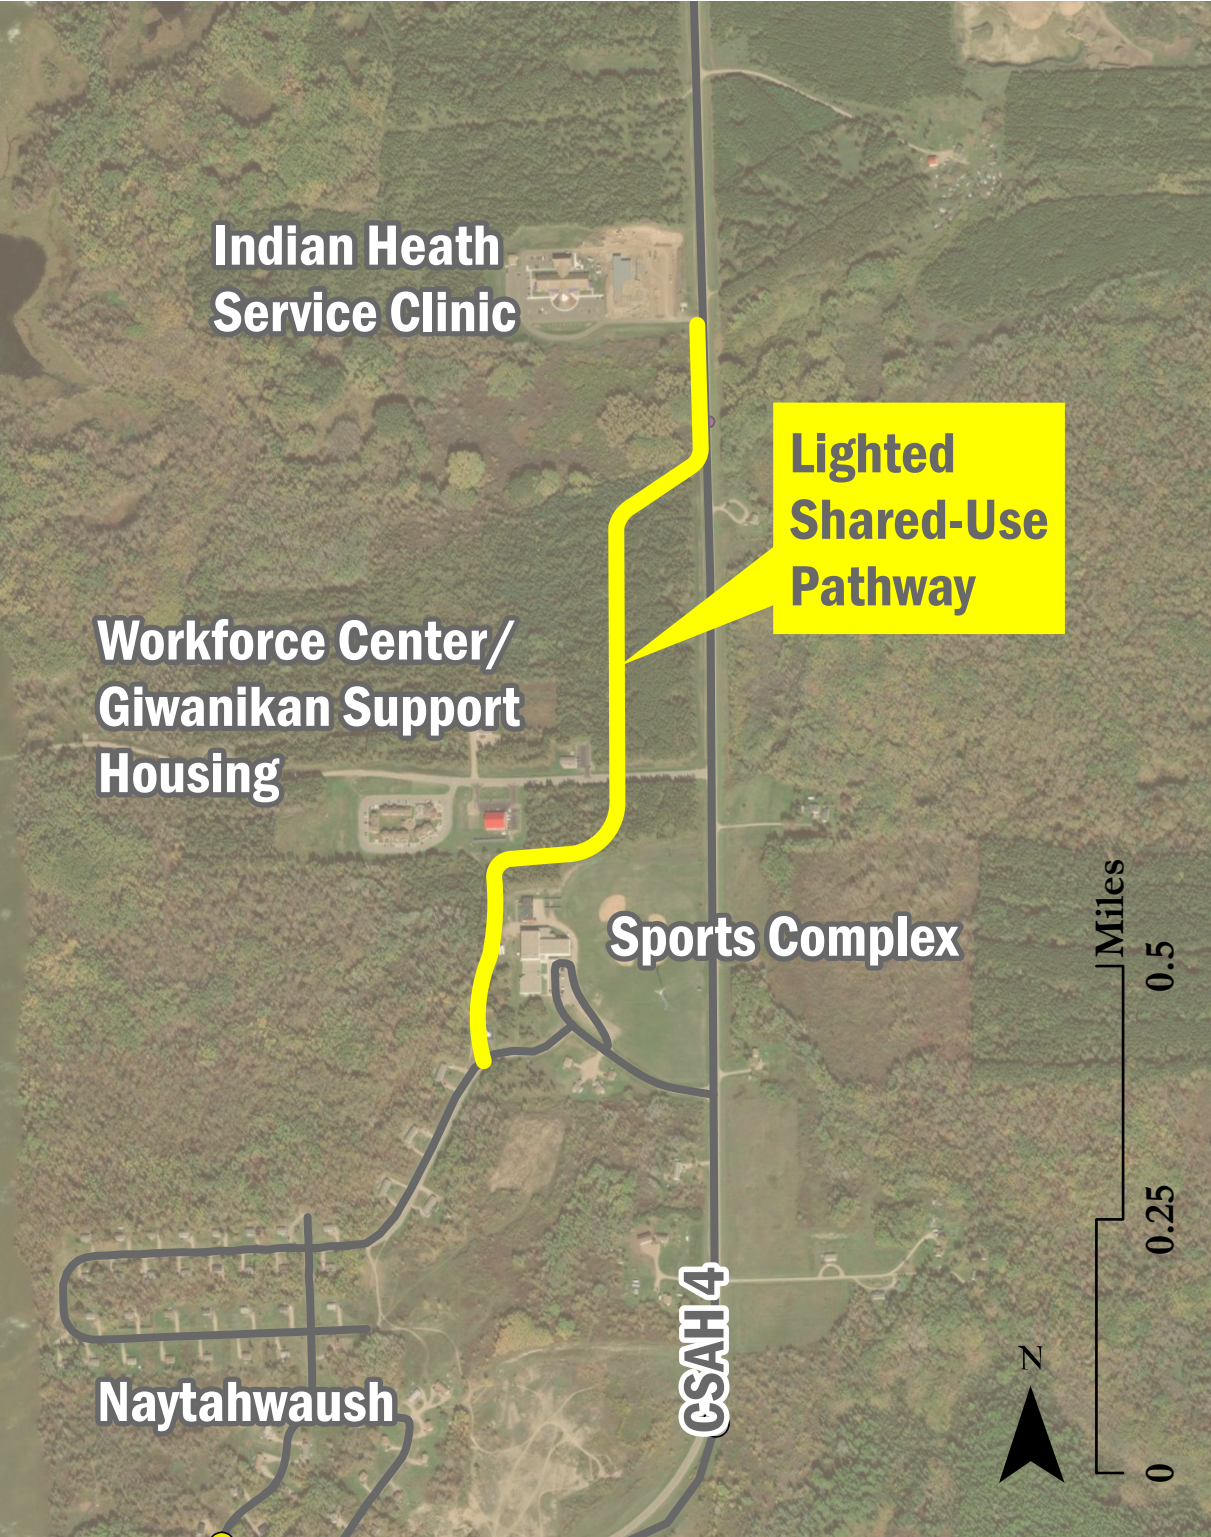 Indian Heath
Service Clinic
Lighted
Shared-Use
Pathway
Workforce Center/
Giwanikan Support
Housing
Sports Complex
Miles
0.5
0.25
0
CSAH 4
N
Naytahwaush